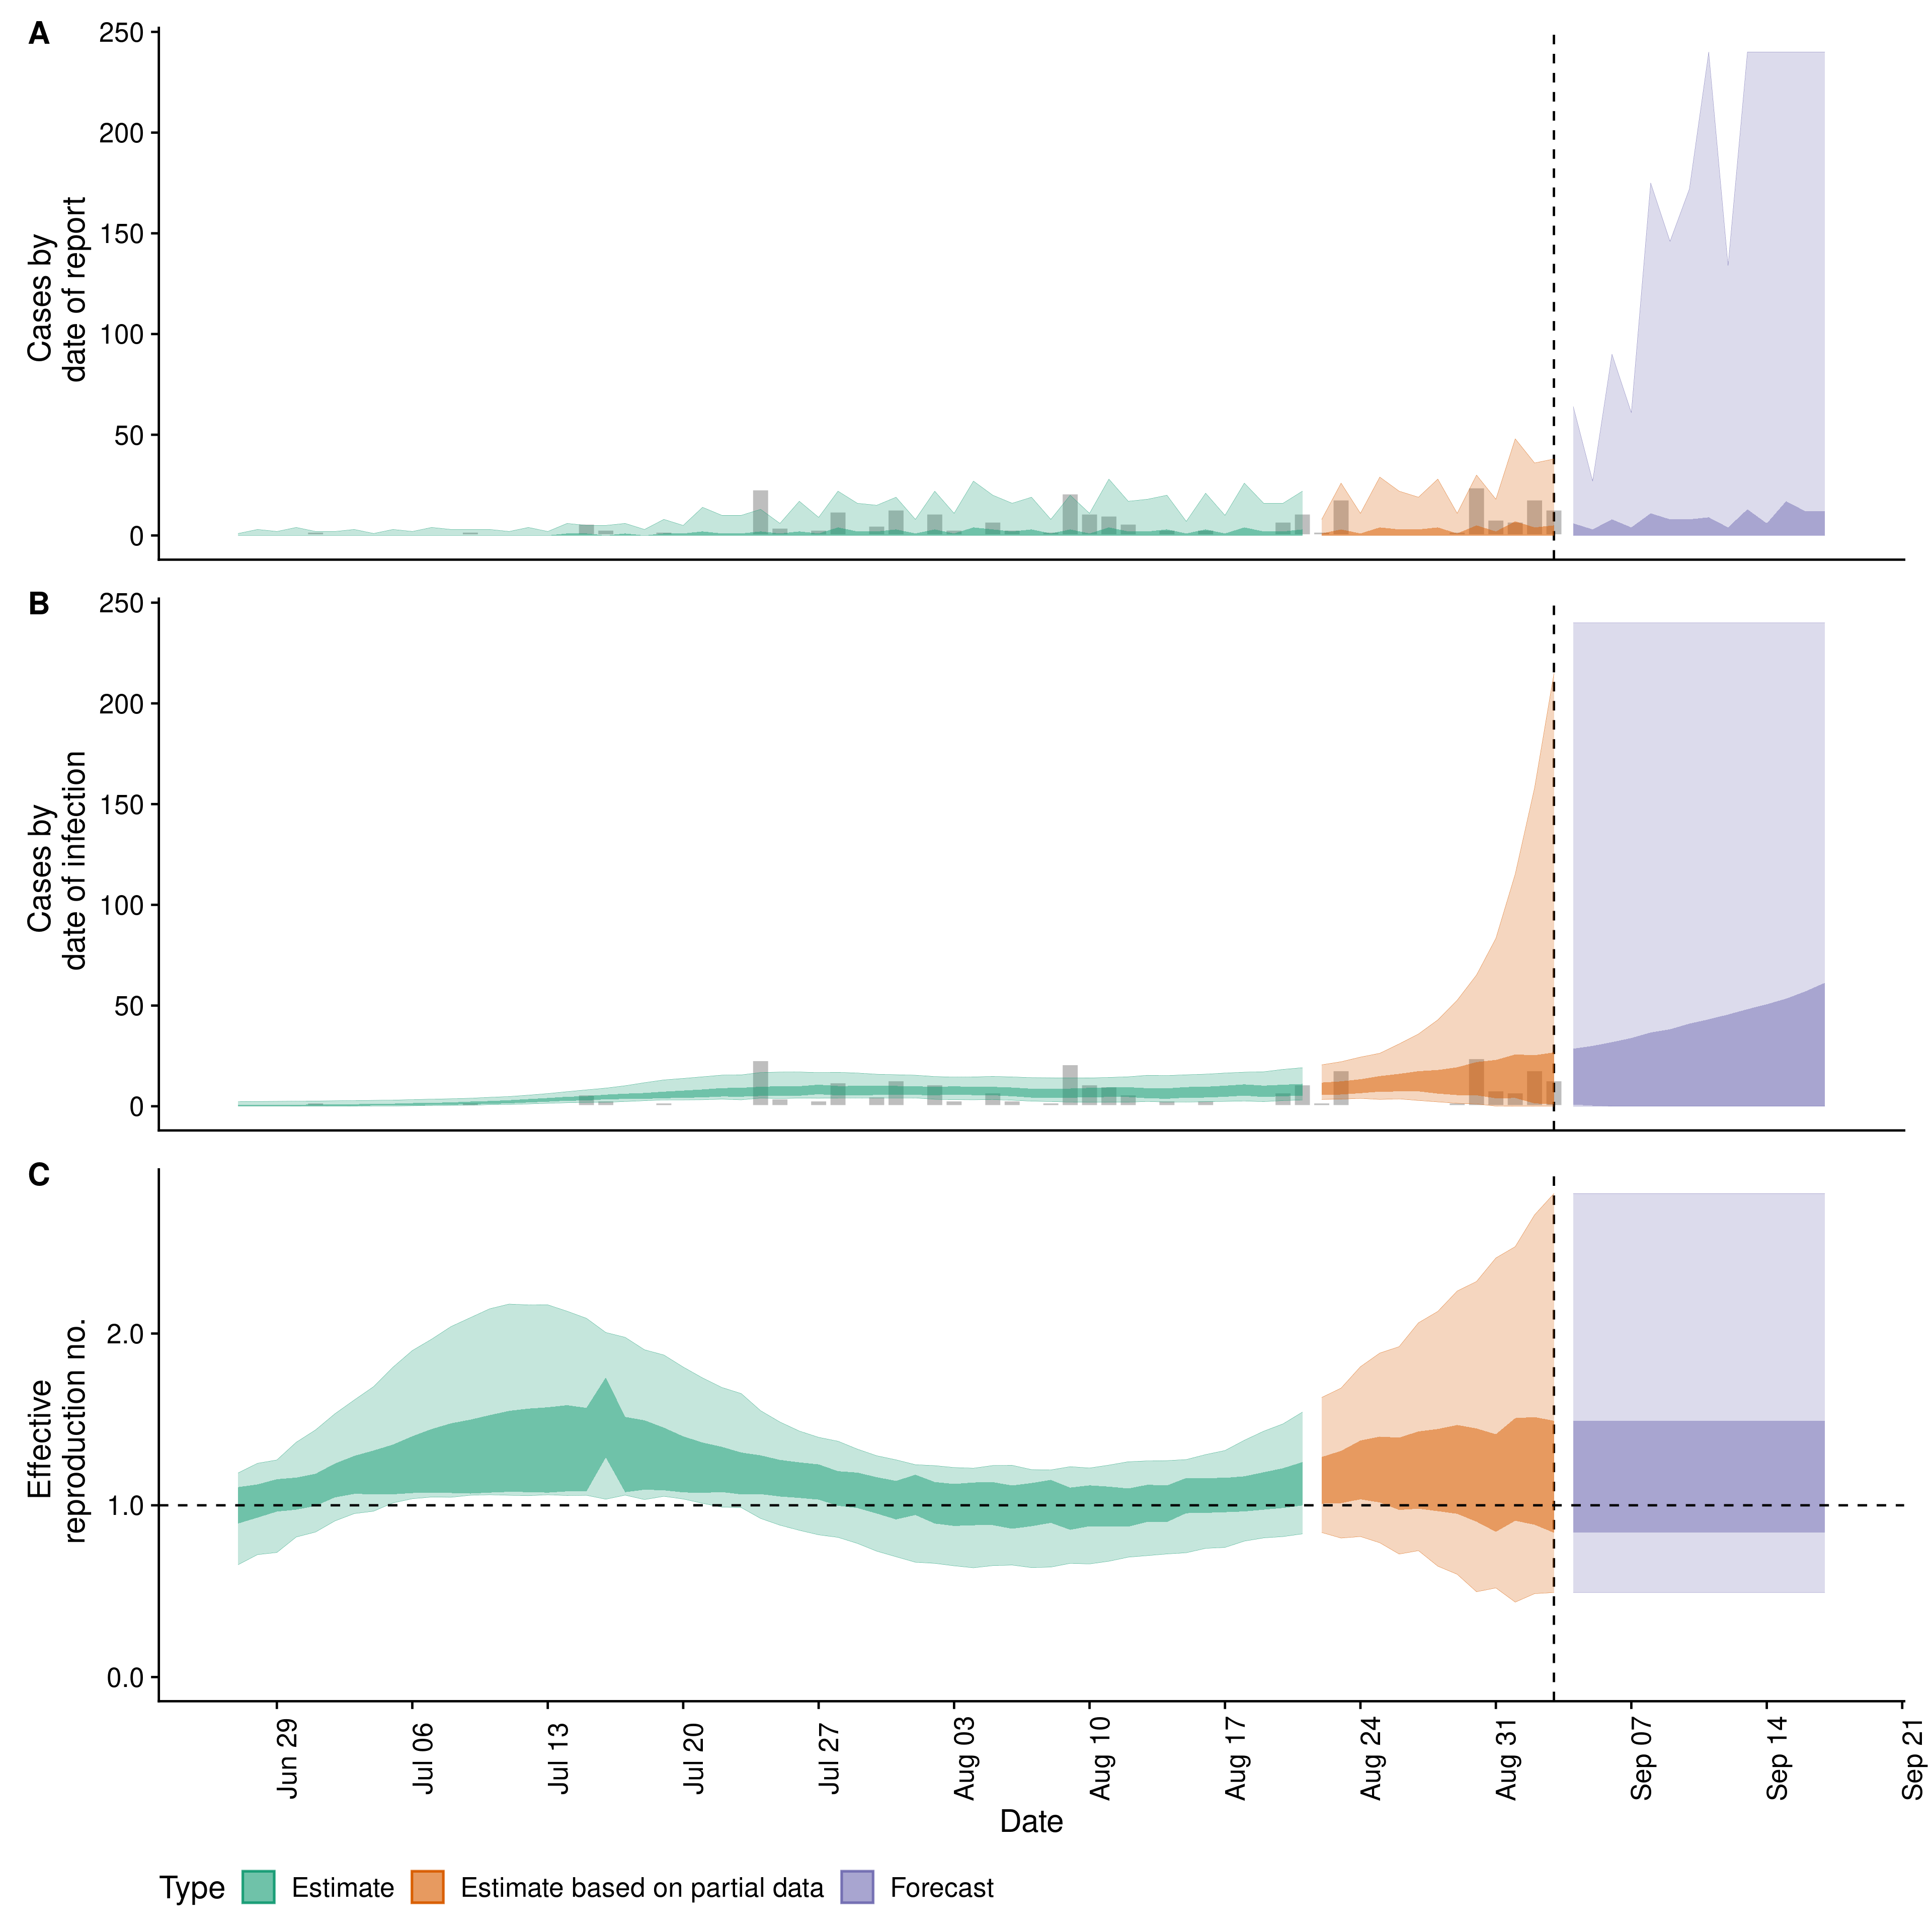 A
250
200
150
100
50
0
Cases by
date of report
B
250
200
150
100
50
0
Cases by
date of infection
C
2.0
1.0
0.0
Effective
reproduction no.
Jun 29
Jul 06
Jul 13
Jul 20
Jul 27
Aug 03
Aug 10
Aug 17
Aug 24
Aug 31
Sep 07
Sep 14
Sep 21
Date
Type Estimate Estimate based on partial data Forecast